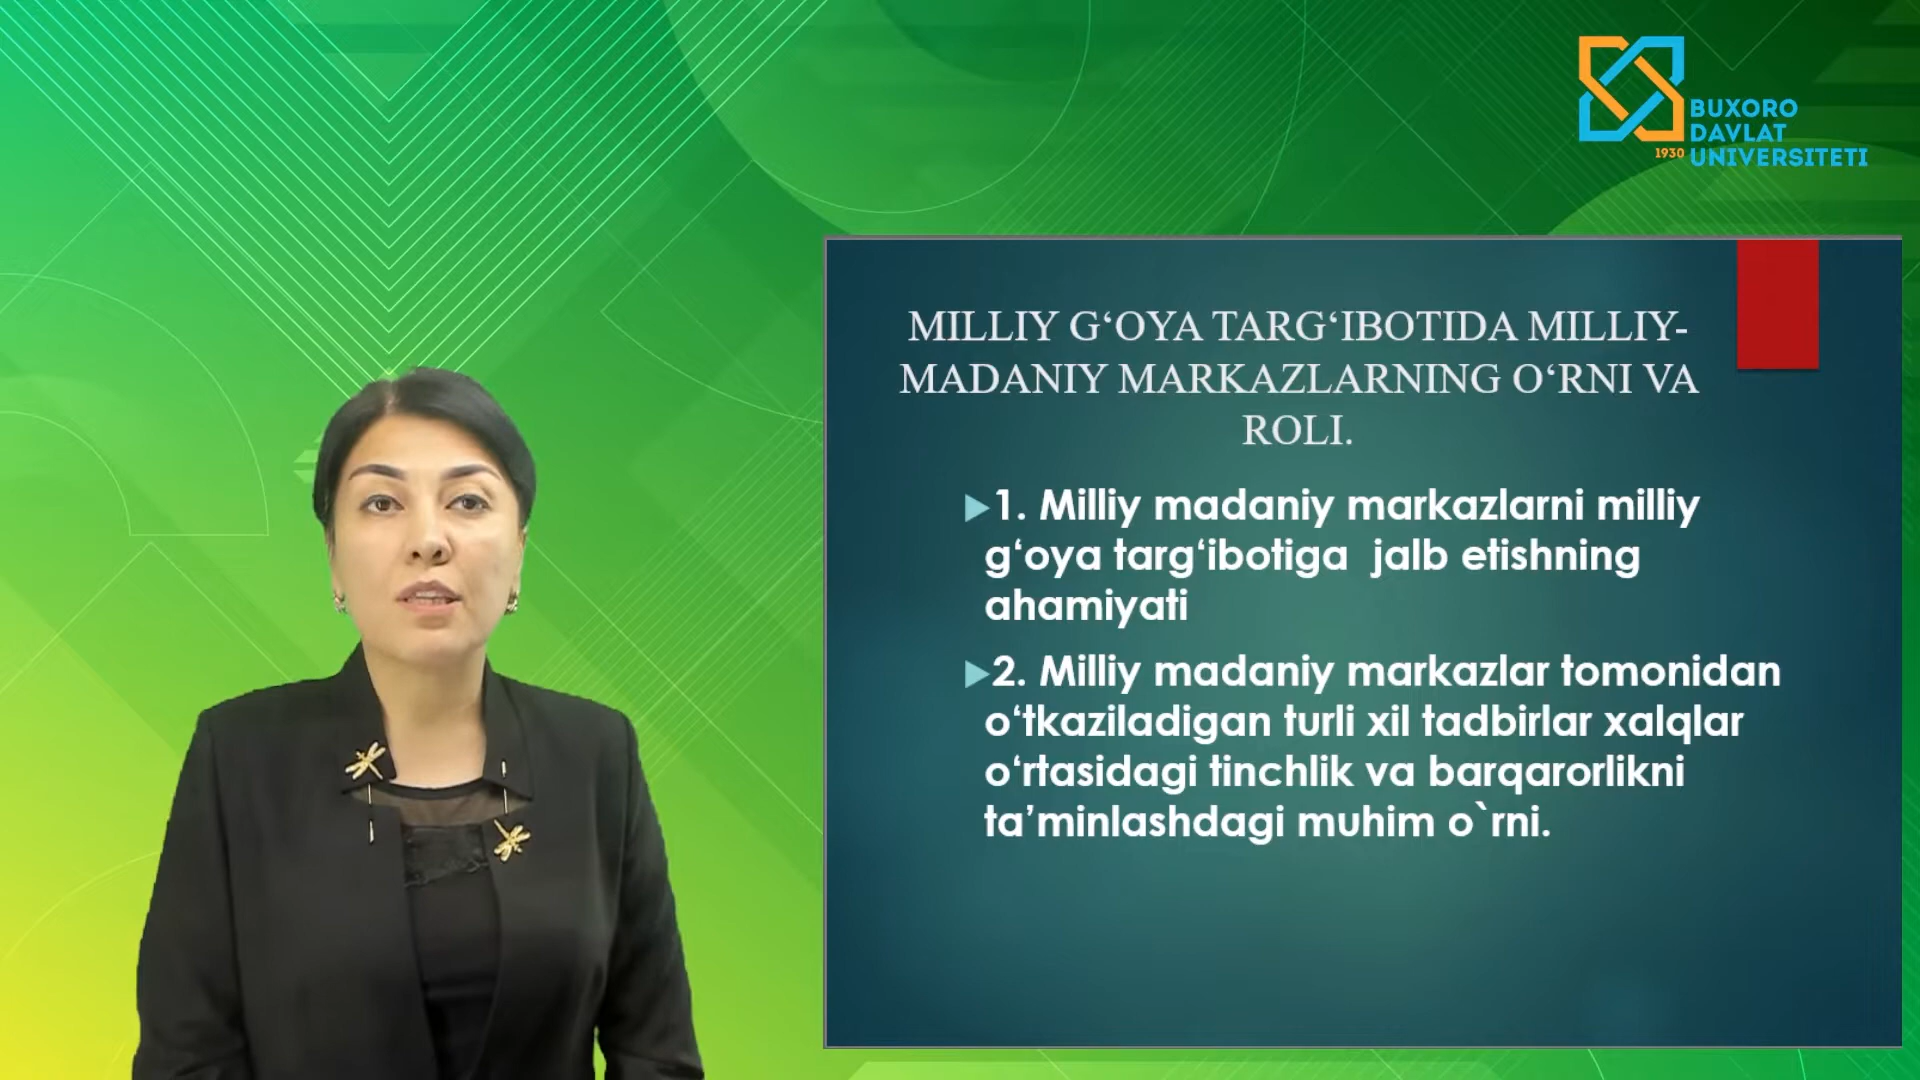 BUXORO
DAVLAT
1930 UNIVERSITETI
MILLIY G‘OYA TARG‘IBOTIDA MILLIY-
MADANIY MARKAZLARNING O‘RNI VA
ROLI.
1. Milliy madaniy markazlarni milliy
g‘oya targ‘ibotiga jalb etishning
ahamiyati
2. Milliy madaniy markazlar tomonidan
o‘tkaziladigan turli xil tadbirlar xalqlar
o‘rtasidagi tinchlik va barqarorlikni
ta’minlashdagi muhim o`rni.